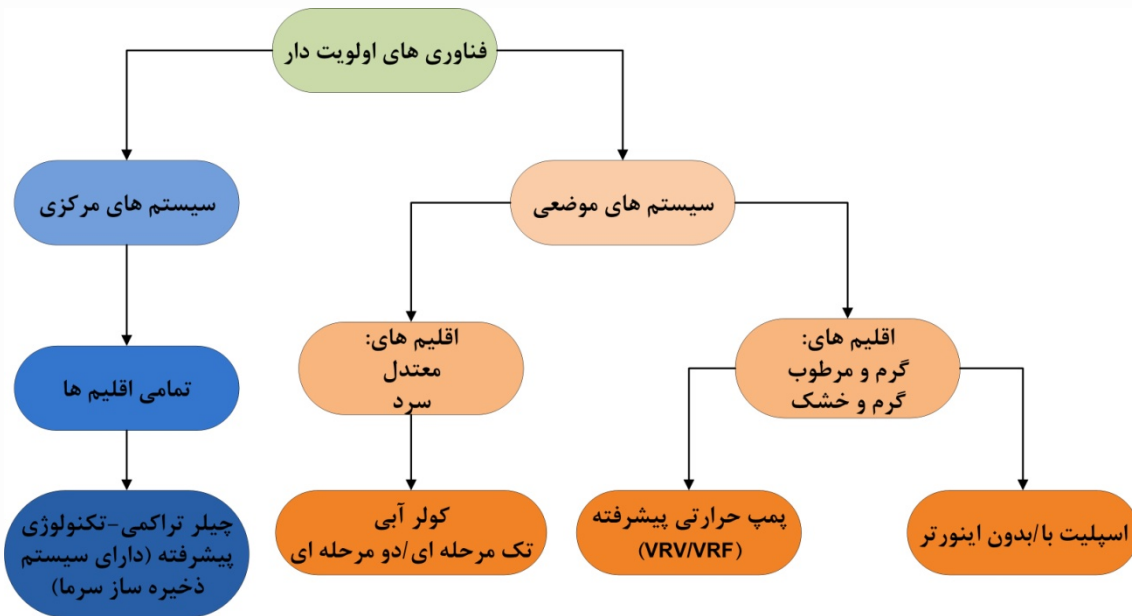 فناوری های اولویت دار
سیستم های موضعی
سیستم های مرکزی
اقلیم های:
گرم و مرطوب
گرم و خشک
اقلیم های:
معتدل
سرد
تمامی اقلیم ها
اسپلیت با/بدون اینورتر
پمپ حرارتی پیشرفته
(VRV/VRF)
کولر آبی
تک مرحله ای/دو مرحله ای
چیلر تراکمی-تکنولوژی
پیشرفته (دارای سیستم
ذخیره ساز سرما)